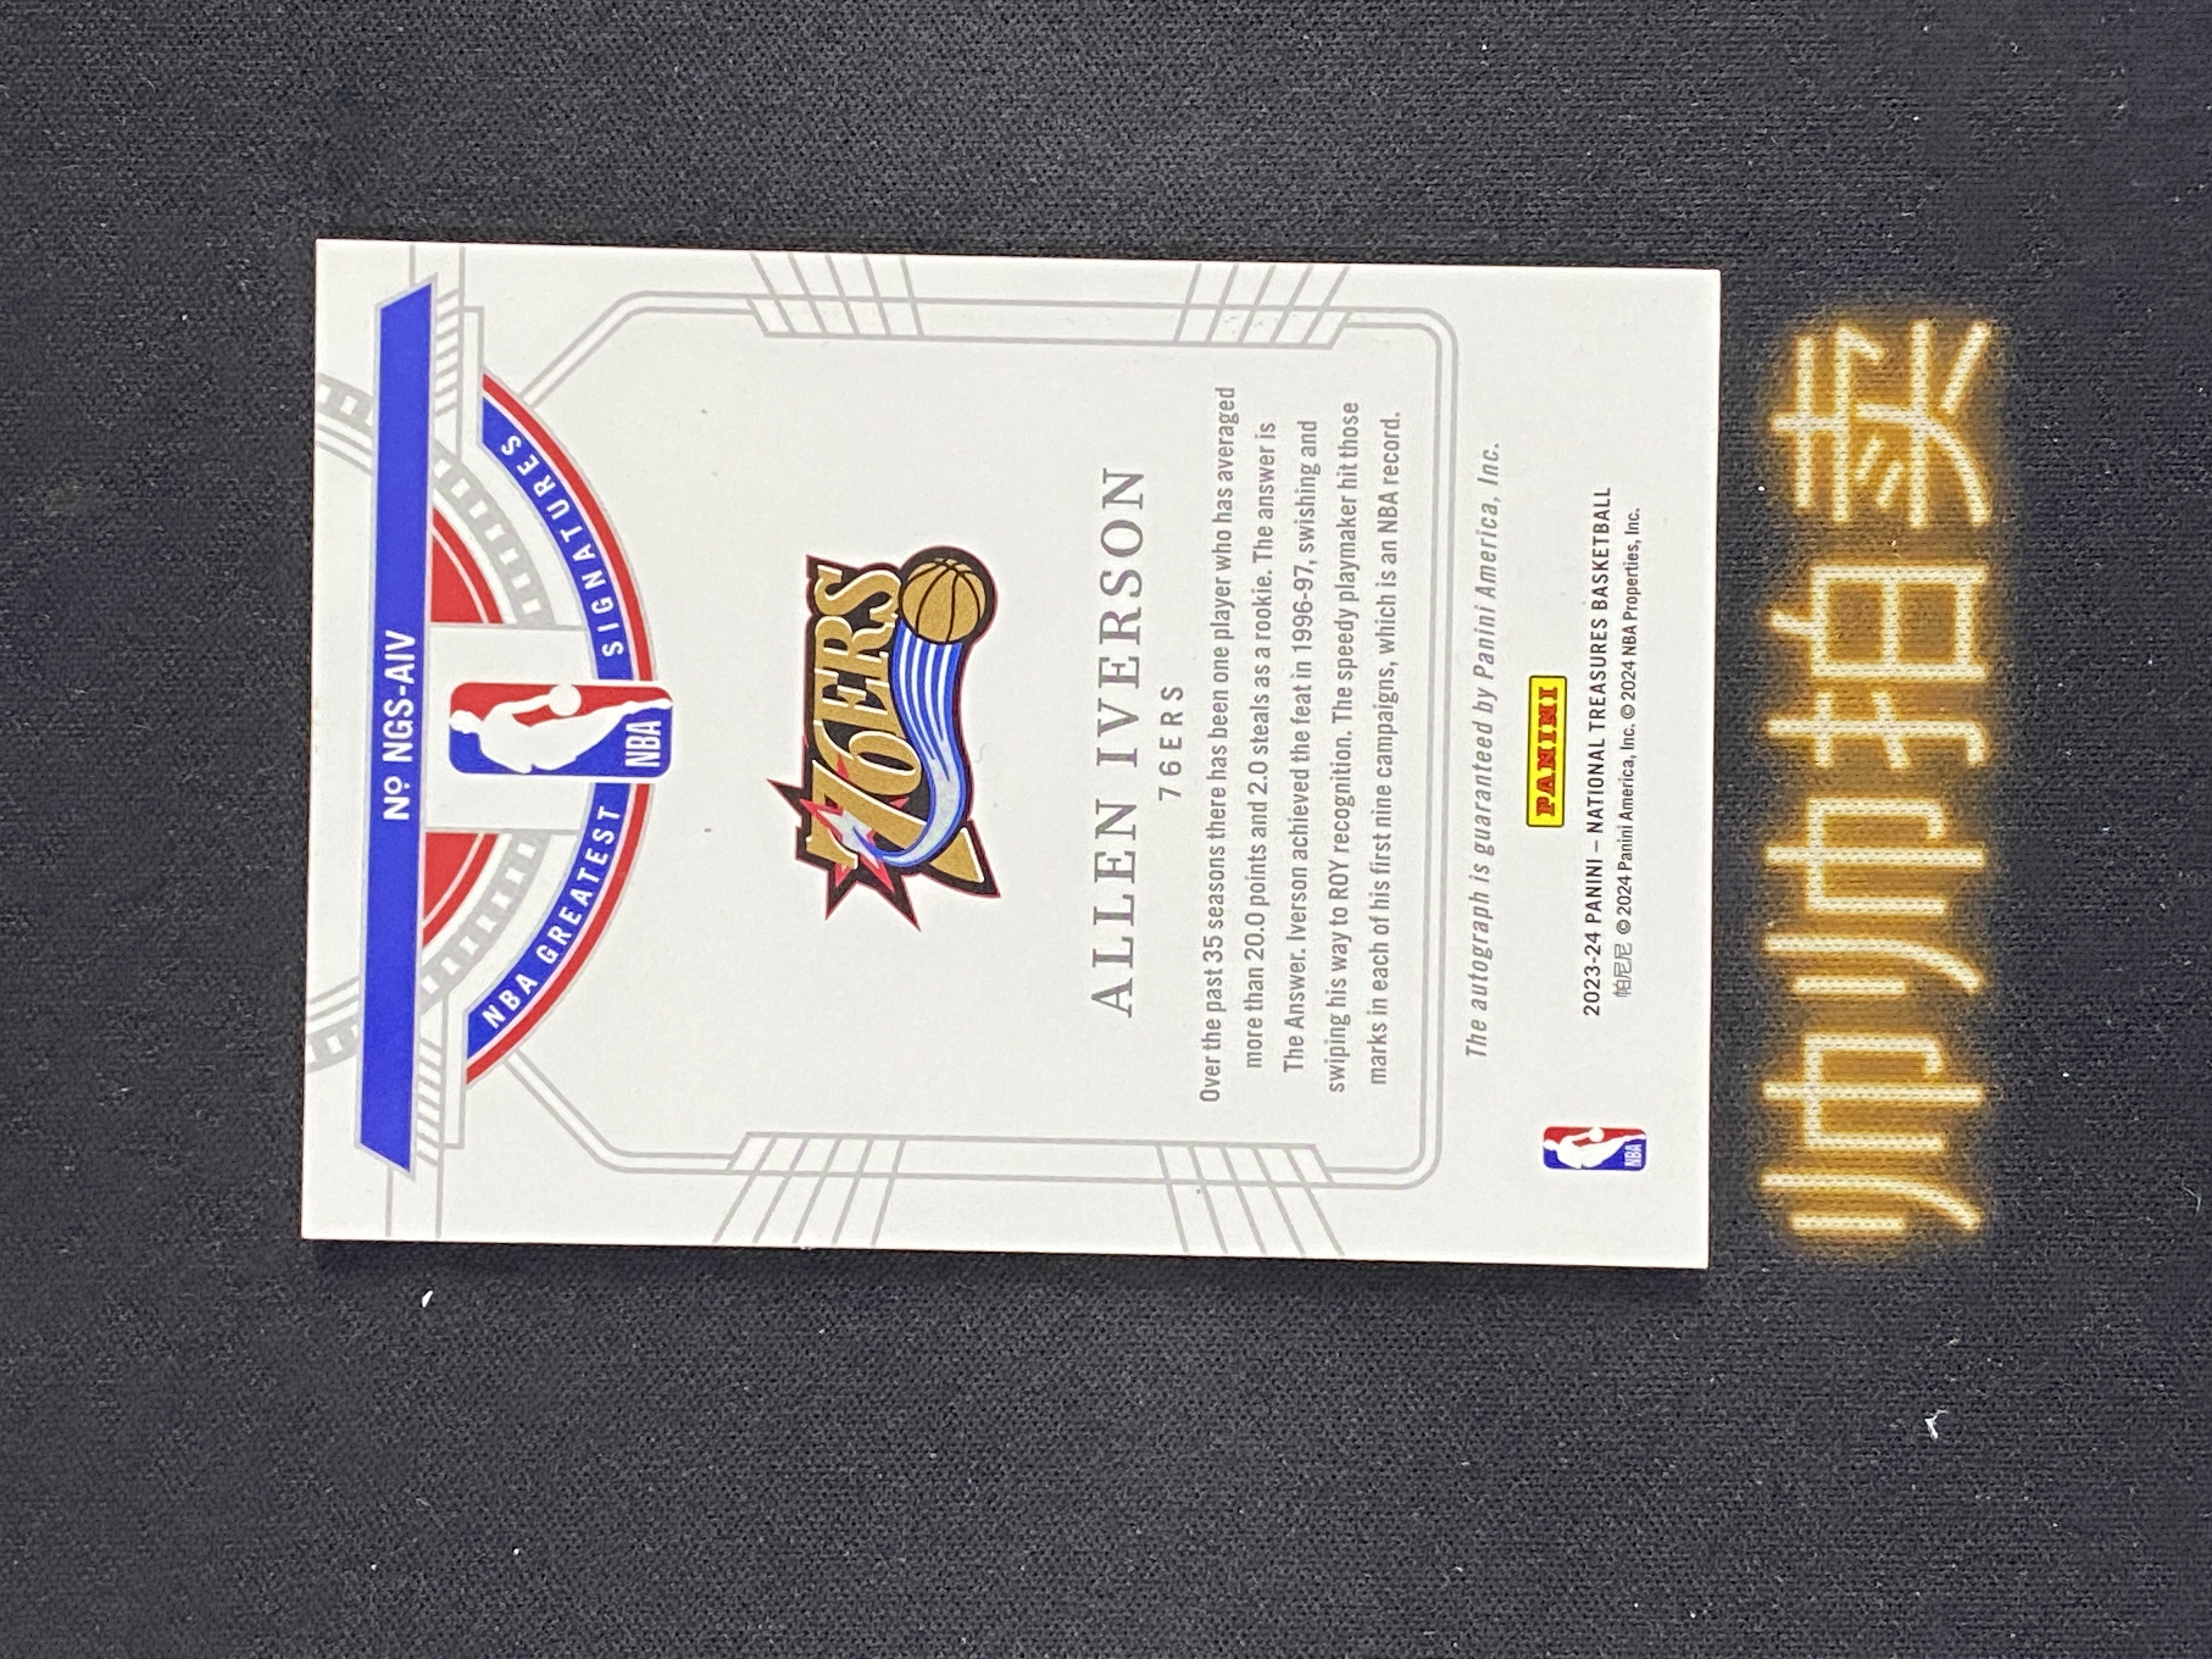 Nº NGS-AIV
NBA GREATEST SIGNATURES
NBA
76ERS
ALLEN IVERSON
76ERS
Over the past 35 seasons there has been one player who has averaged
more than 20.0 points and 2.0 steals as a rookie. The answer is
The Answer. Iverson achieved the feat in 1996-97, swishing and
swiping his way to ROY recognition. The speedy playmaker hit those
marks in each of his first nine campaigns, which is an NBA record.
The autograph is guaranteed by Panini America, Inc.
PANINI
NBA
2023-24 PANINI – NATIONAL TREASURES BASKETBALL
帕尼尼 © 2024 Panini America, Inc. © 2024 NBA Properties, Inc.
帅帅拍卖